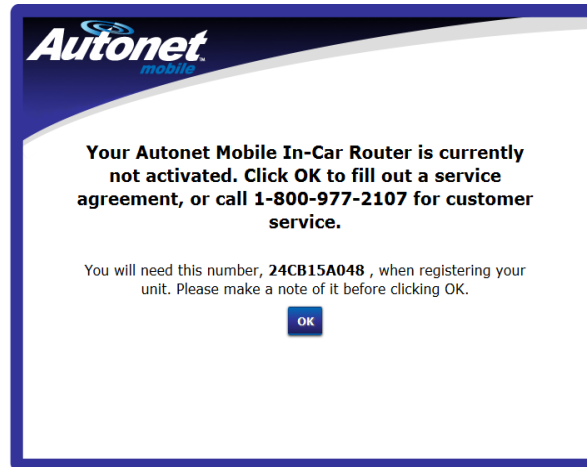 Autonet
mobile
Your Autonet Mobile In-Car Router is currently
not activated. Click OK to fill out a service
agreement, or call 1-800-977-2107 for customer
service.
You will need this number, 24CB15A048 , when registering your
unit. Please make a note of it before clicking OK.
OK